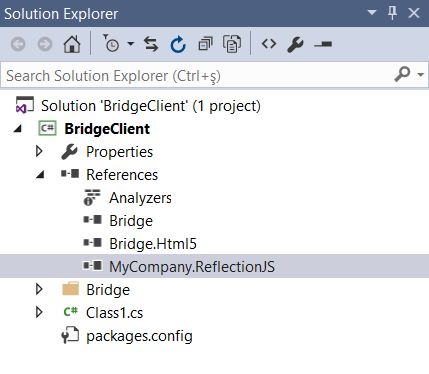 Solution Explorer
Search Solution Explorer (Ctrl+ş)
Solution 'BridgeClient' (1 project)
C# BridgeClient
Properties
References
Analyzers
Bridge
Bridge.Html5
MyCompany.ReflectionJS
Bridge
C# Class1.cs
packages.config